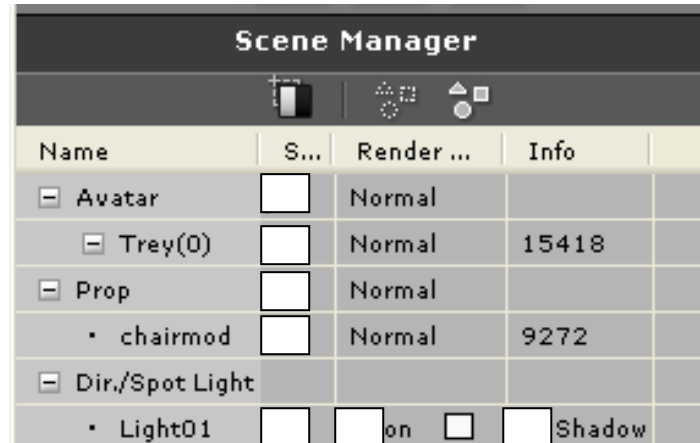 Scene Manager
Name S... Render ... Info
Avatar Normal
Trey(0) Normal 15418
Prop Normal
chairmod Normal 9272
Dir./Spot Light
Light01 on Shadow